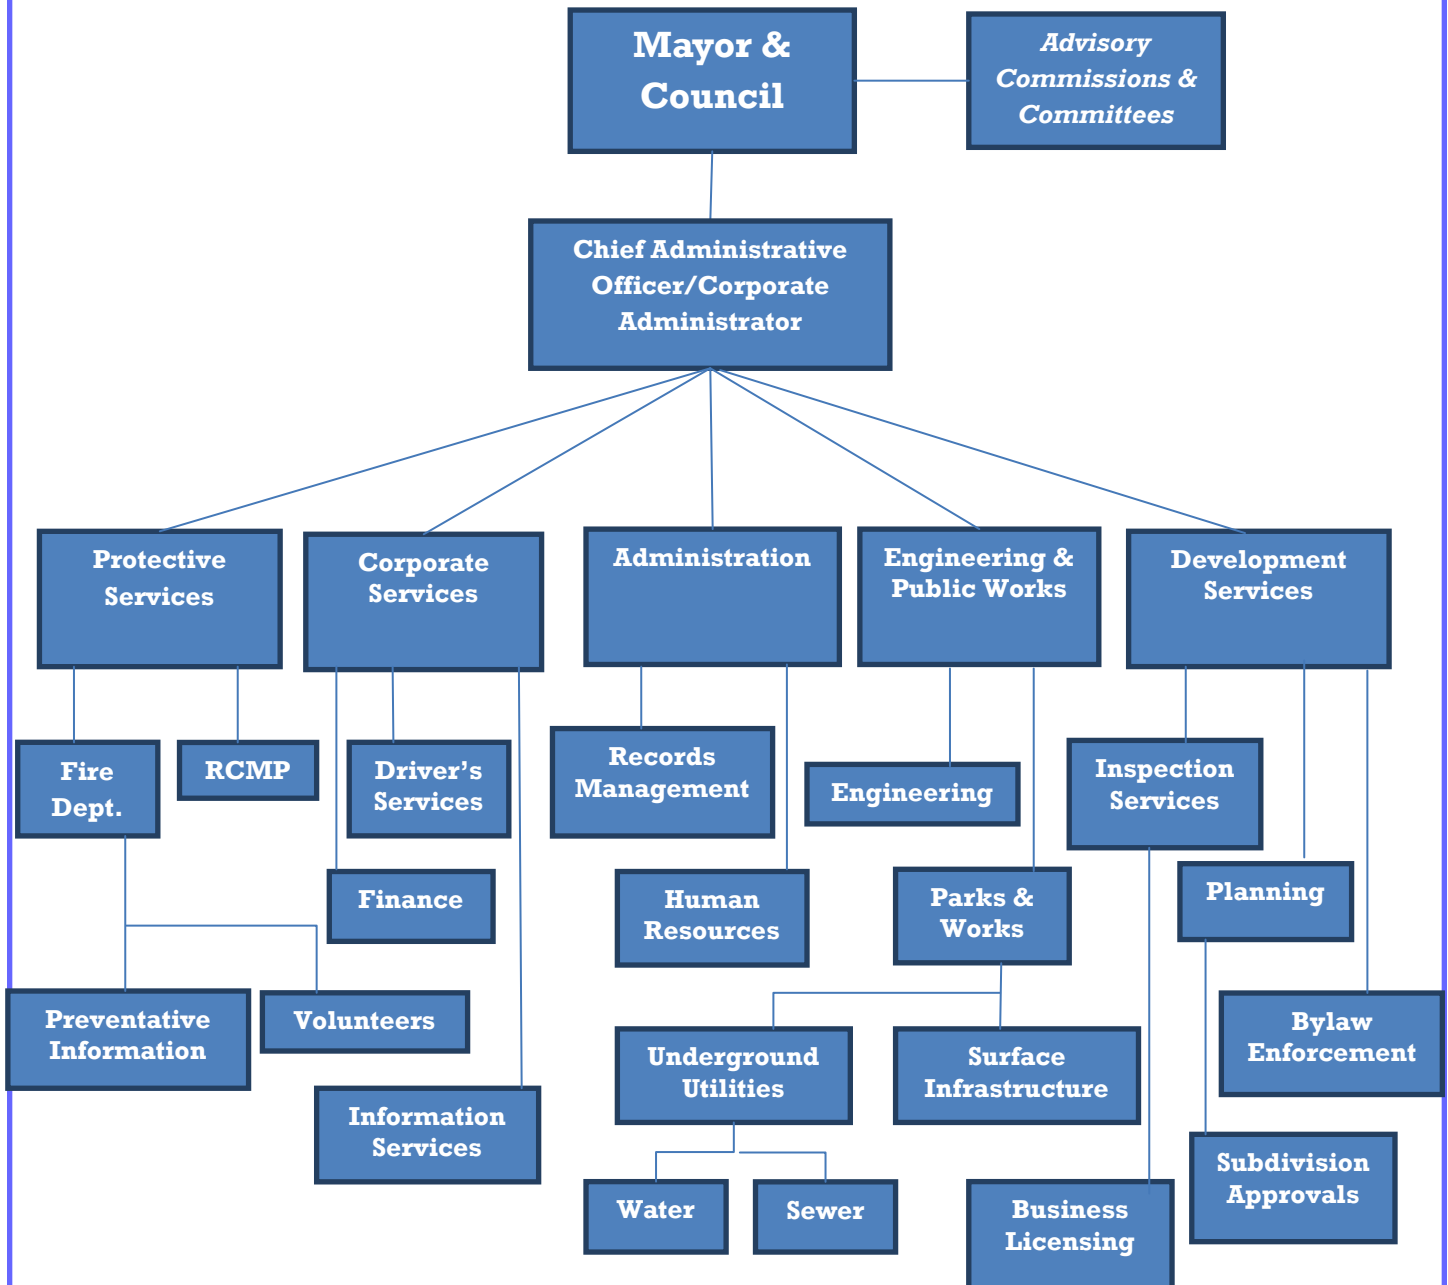 Mayor &
Council
Advisory
Commissions &
Committees
Chief Administrative
Officer/Corporate
Administrator
Protective
Services
Corporate
Services
Administration
Engineering &
Public Works
Development
Services
Fire
Dept.
RCMP
Driver's
Services
Records
Management
Engineering
Inspection
Services
Finance
Human
Resources
Parks &
Works
Planning
Preventative
Information
Volunteers
Underground
Utilities
Surface
Infrastructure
Bylaw
Enforcement
Information
Services
Water
Sewer
Business
Licensing
Subdivision
Approvals